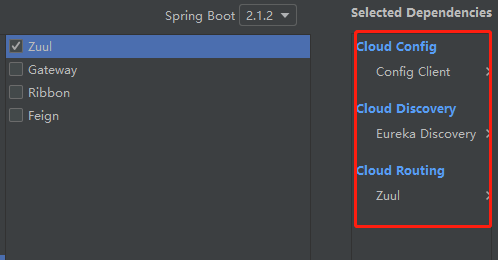 Spring Boot 2.1.2
Selected Dependencies
Zuul
Gateway
Ribbon
Feign
Cloud Config
Config Client
Cloud Discovery
Eureka Discovery
Cloud Routing
Zuul